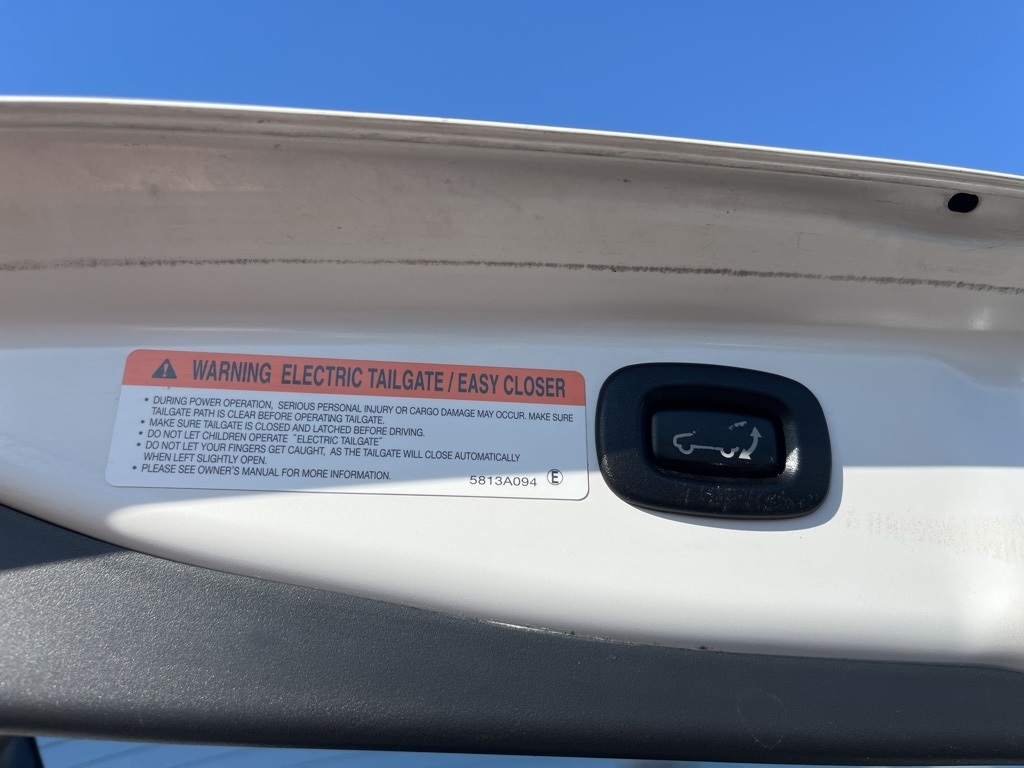 WARNING ELECTRIC TAILGATE / EASY CLOSER
• DURING POWER OPERATION, SERIOUS PERSONAL INJURY OR CARGO DAMAGE MAY OCCUR. MAKE SURE
TAILGATE PATH IS CLEAR BEFORE OPERATING TAILGATE.
• MAKE SURE TAILGATE IS CLOSED AND LATCHED BEFORE DRIVING.
• DO NOT LET CHILDREN OPERATE "ELECTRIC TAILGATE"
• DO NOT LET YOUR FINGERS GET CAUGHT, AS THE TAILGATE WILL CLOSE AUTOMATICALLY
WHEN LEFT SLIGHTLY OPEN.
• PLEASE SEE OWNER'S MANUAL FOR MORE INFORMATION.
5813A094 Ⓔ